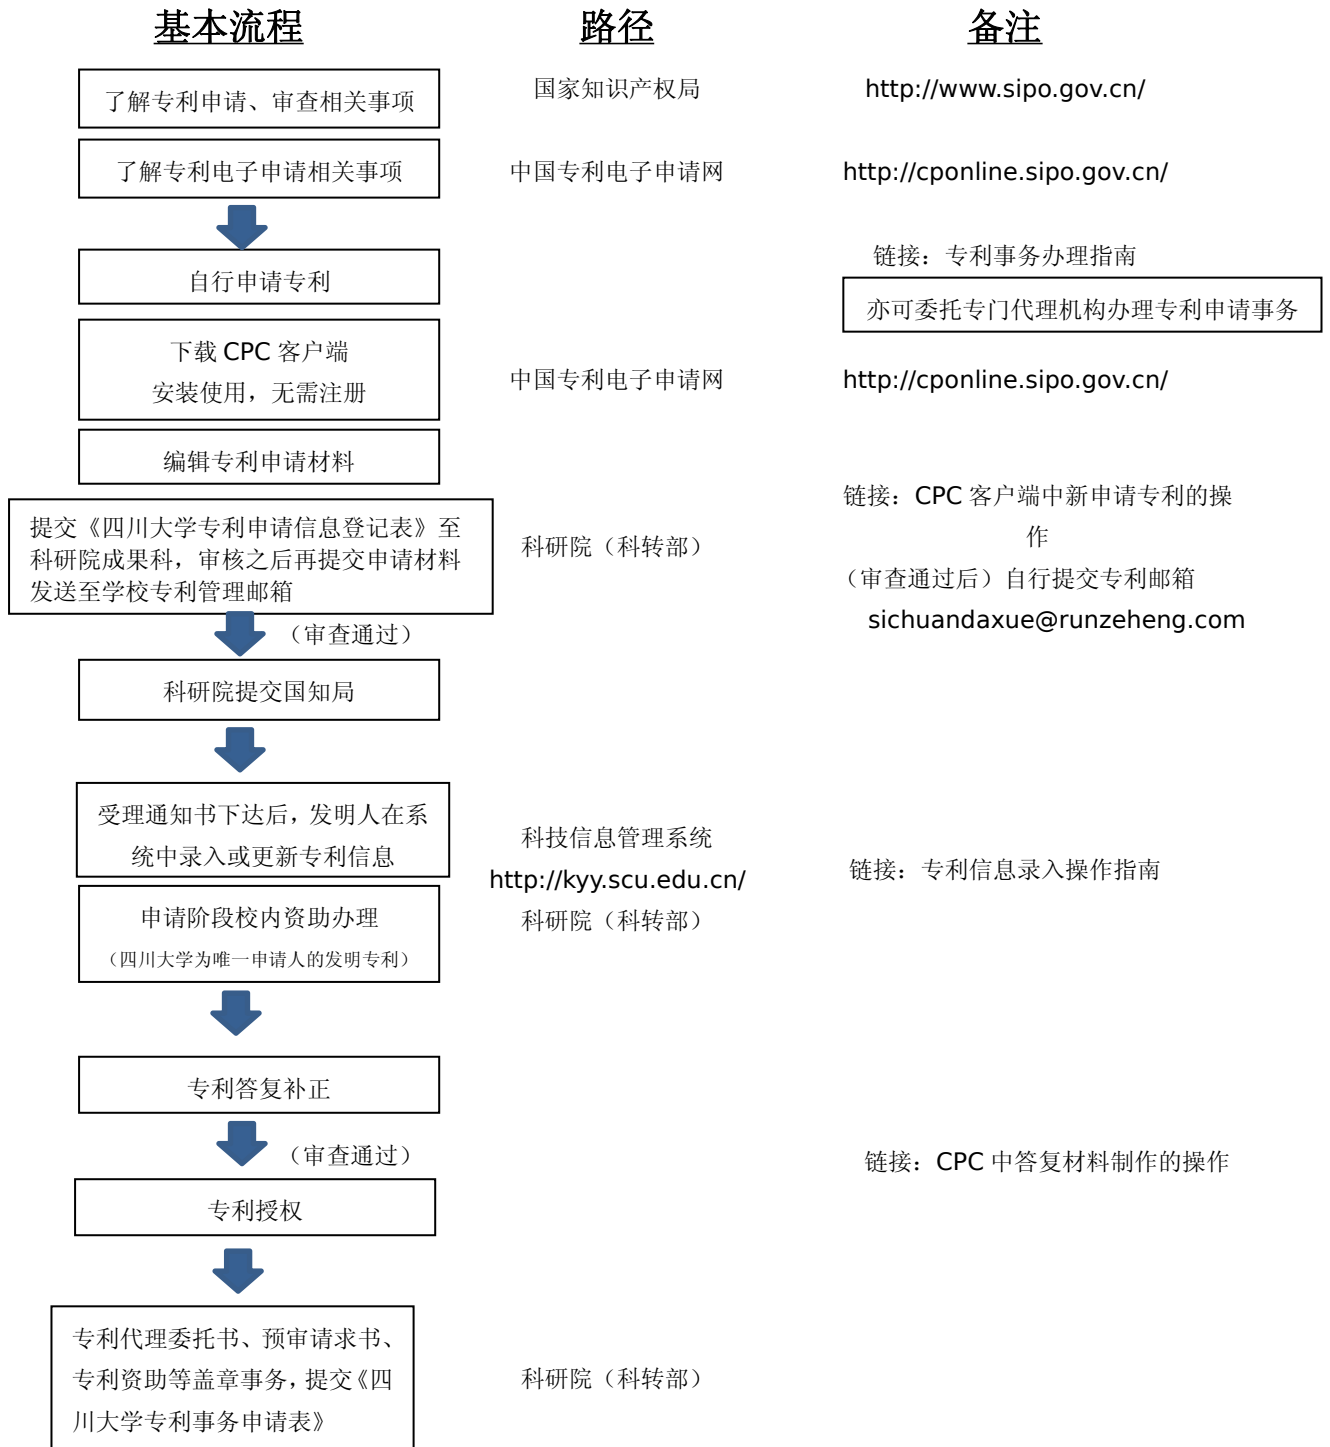 基本流程 路径 备注
了解专利申请、审查相关事项 国家知识产权局 http://www.sipo.gov.cn/
了解专利电子申请相关事项 中国专利电子申请网 http://cponline.sipo.gov.cn/
链接：专利事务办理指南
自行申请专利
亦可委托专门代理机构办理专利申请事务
下载 CPC 客户端
安装使用，无需注册
中国专利电子申请网 http://cponline.sipo.gov.cn/
编辑专利申请材料
链接：CPC 客户端中新申请专利的操
作
提交《四川大学专利申请信息登记表》至
科研院成果科，审核之后再提交申请材料
发送至学校专利管理邮箱
科研院（科转部）
（审查通过后）自行提交专利邮箱
sichuandaxue@runzeheng.com
（审查通过）
科研院提交国知局
受理通知书下达后，发明人在系
统中录入或更新专利信息
科技信息管理系统
http://kyy.scu.edu.cn/
科研院（科转部）
链接：专利信息录入操作指南
申请阶段校内资助办理
（四川大学为唯一申请人的发明专利）
专利答复补正
（审查通过）
链接：CPC 中答复材料制作的操作
专利授权
专利代理委托书、预审请求书、
专利资助等盖章事务，提交《四
川大学专利事务申请表》
科研院（科转部）